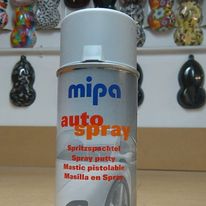 mipa
auto
spray
Spritzspachtel
Spray putty
Mastic pistolable
Masilla en Spray